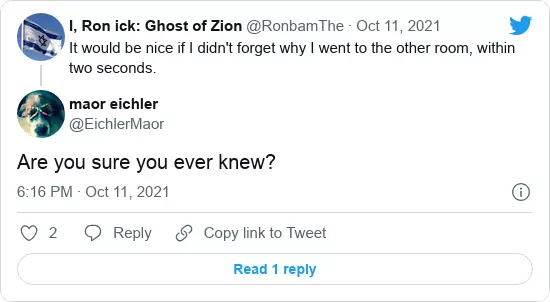 I, Ron ick: Ghost of Zion @RonbamThe · Oct 11, 2021
It would be nice if I didn't forget why I went to the other room, within
two seconds.
maor eichler
@EichlerMaor
Are you sure you ever knew?
6:16 PM · Oct 11, 2021
2 Reply Copy link to Tweet
Read 1 reply